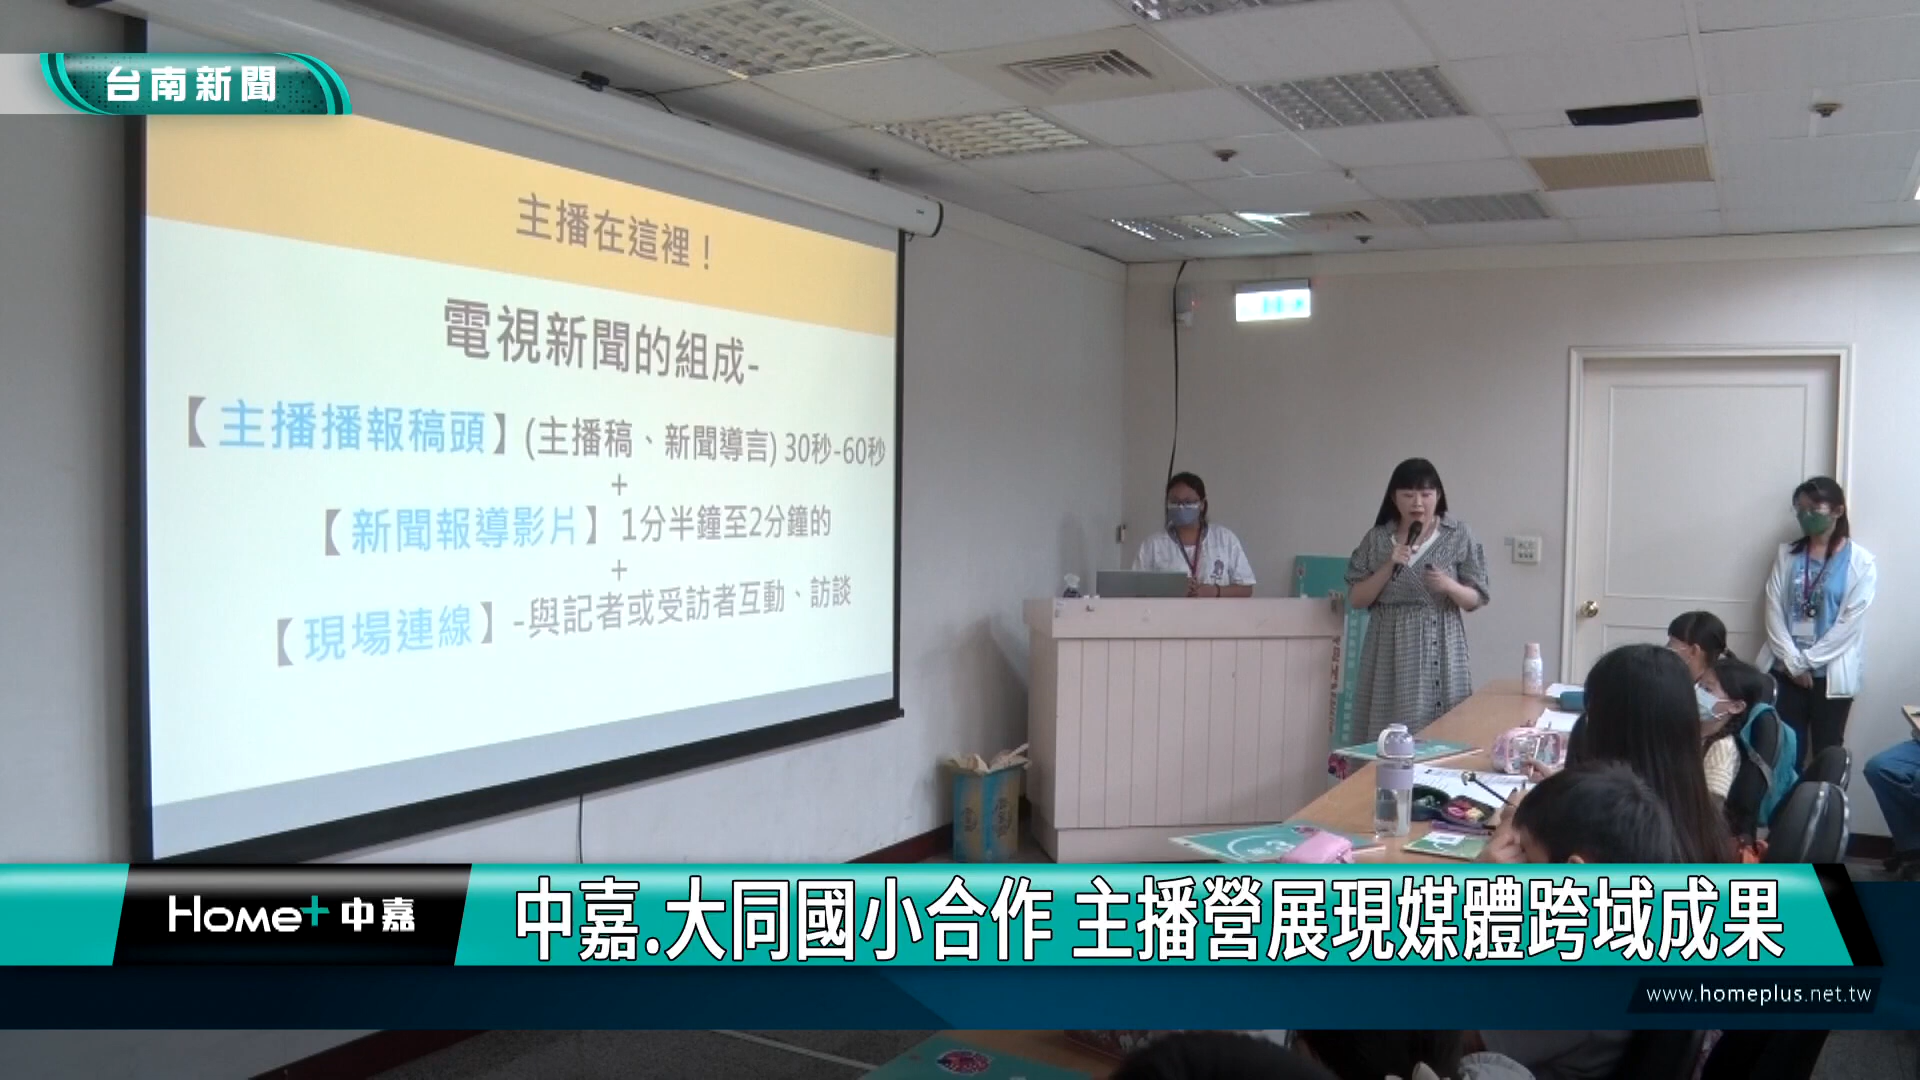 台南新聞
主播在這裡！
電視新聞的組成-
【主播播報稿頭】(主播稿、新聞導言) 30秒-60秒
+
【新聞報導影片】1分半鐘至2分鐘的
+
【現場連線】-與記者或受訪者互動、訪談
Home+ 中嘉
中嘉.大同國小合作 主播營展現媒體跨域成果
www.homeplus.net.tw